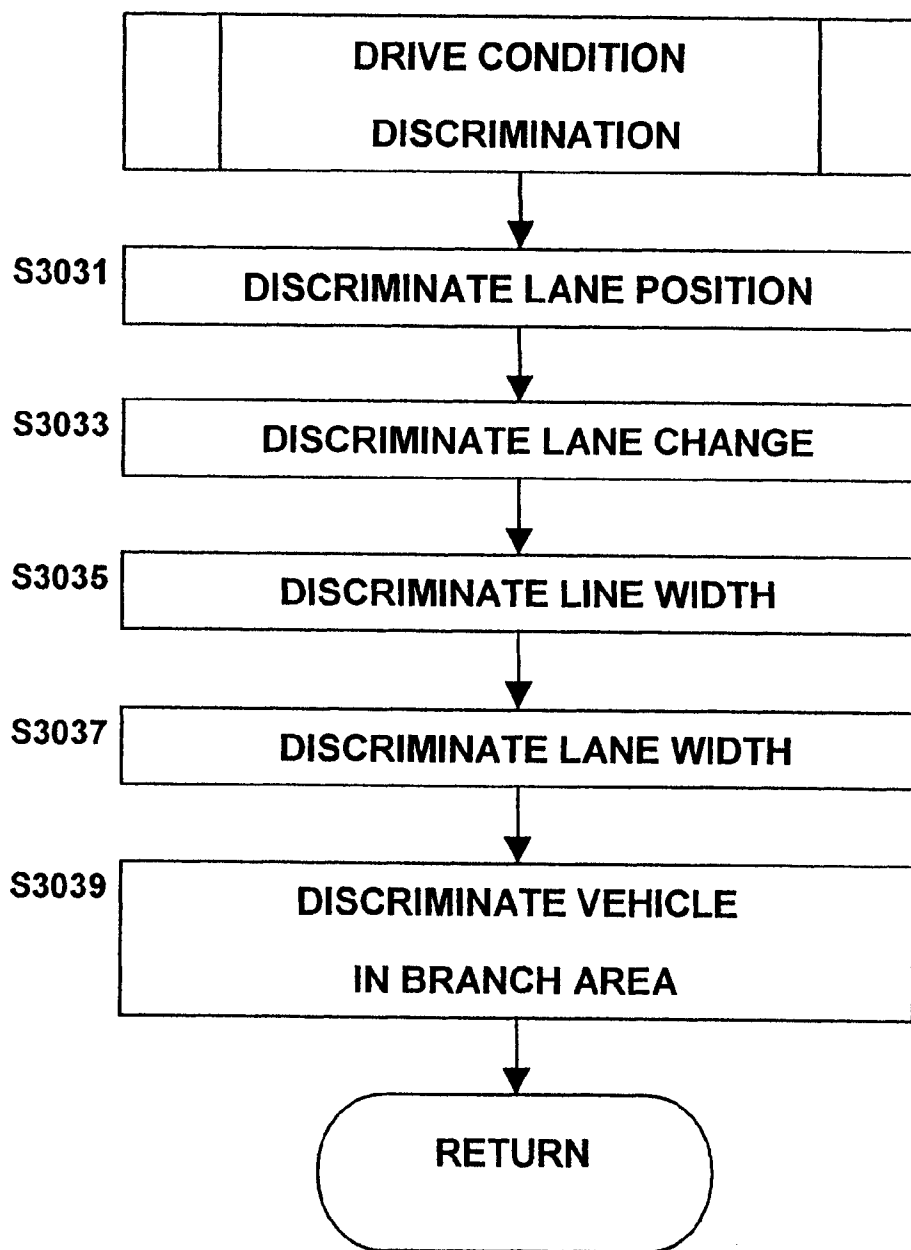 DRIVE CONDITION
DISCRIMINATION
S3031
DISCRIMINATE LANE POSITION
S3033
DISCRIMINATE LANE CHANGE
S3035
DISCRIMINATE LINE WIDTH
S3037
DISCRIMINATE LANE WIDTH
S3039
DISCRIMINATE VEHICLE
IN BRANCH AREA
RETURN